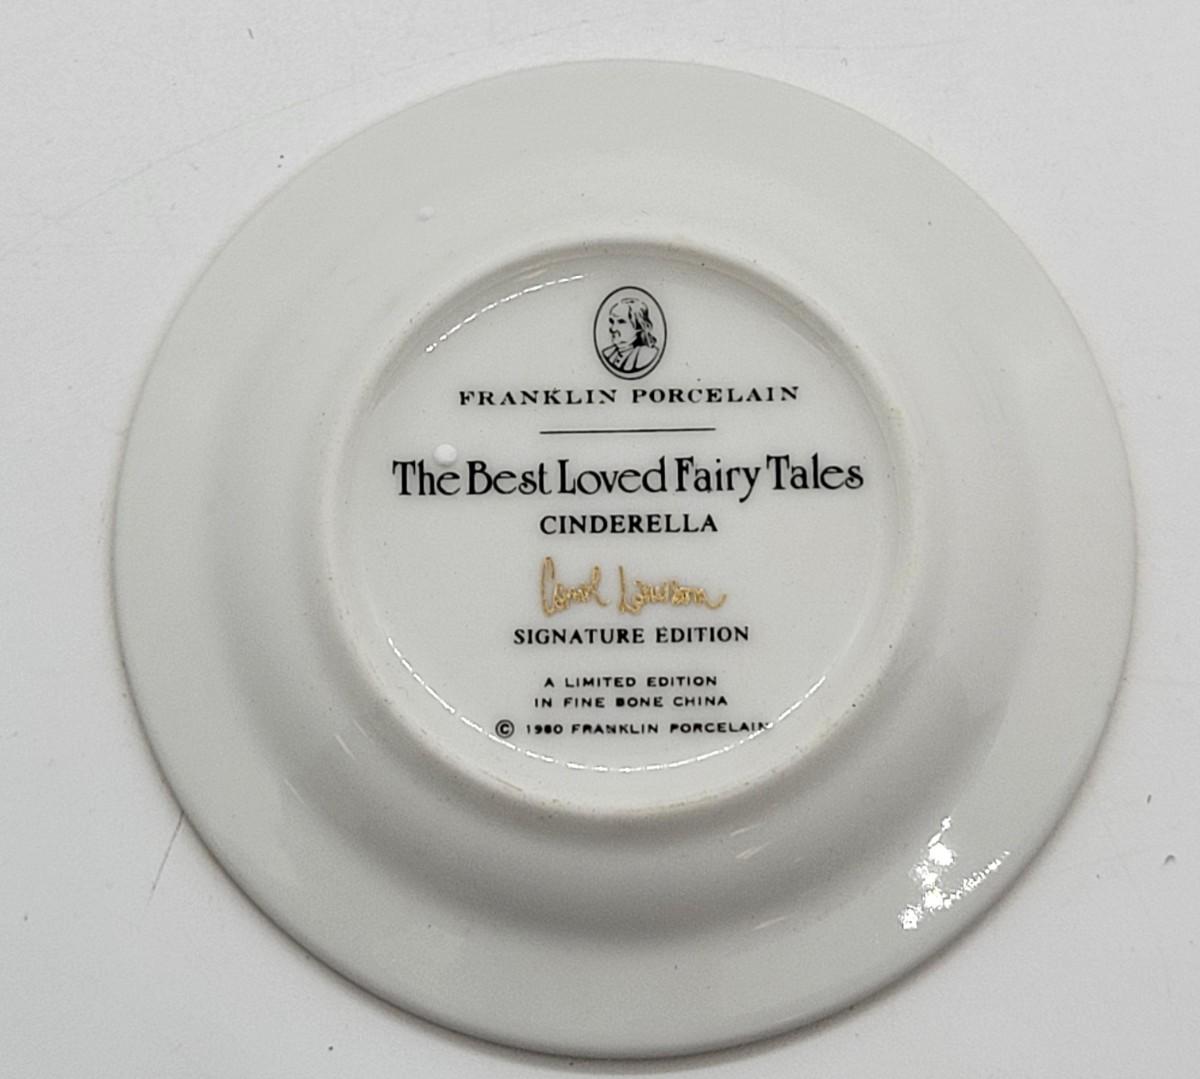 FRANKLIN PORCELAIN
The Best Loved Fairy Tales
CINDERELLA
Carol Lawson
SIGNATURE EDITION
A LIMITED EDITION
IN FINE BONE CHINA
© 1980 FRANKLIN PORCELAIN